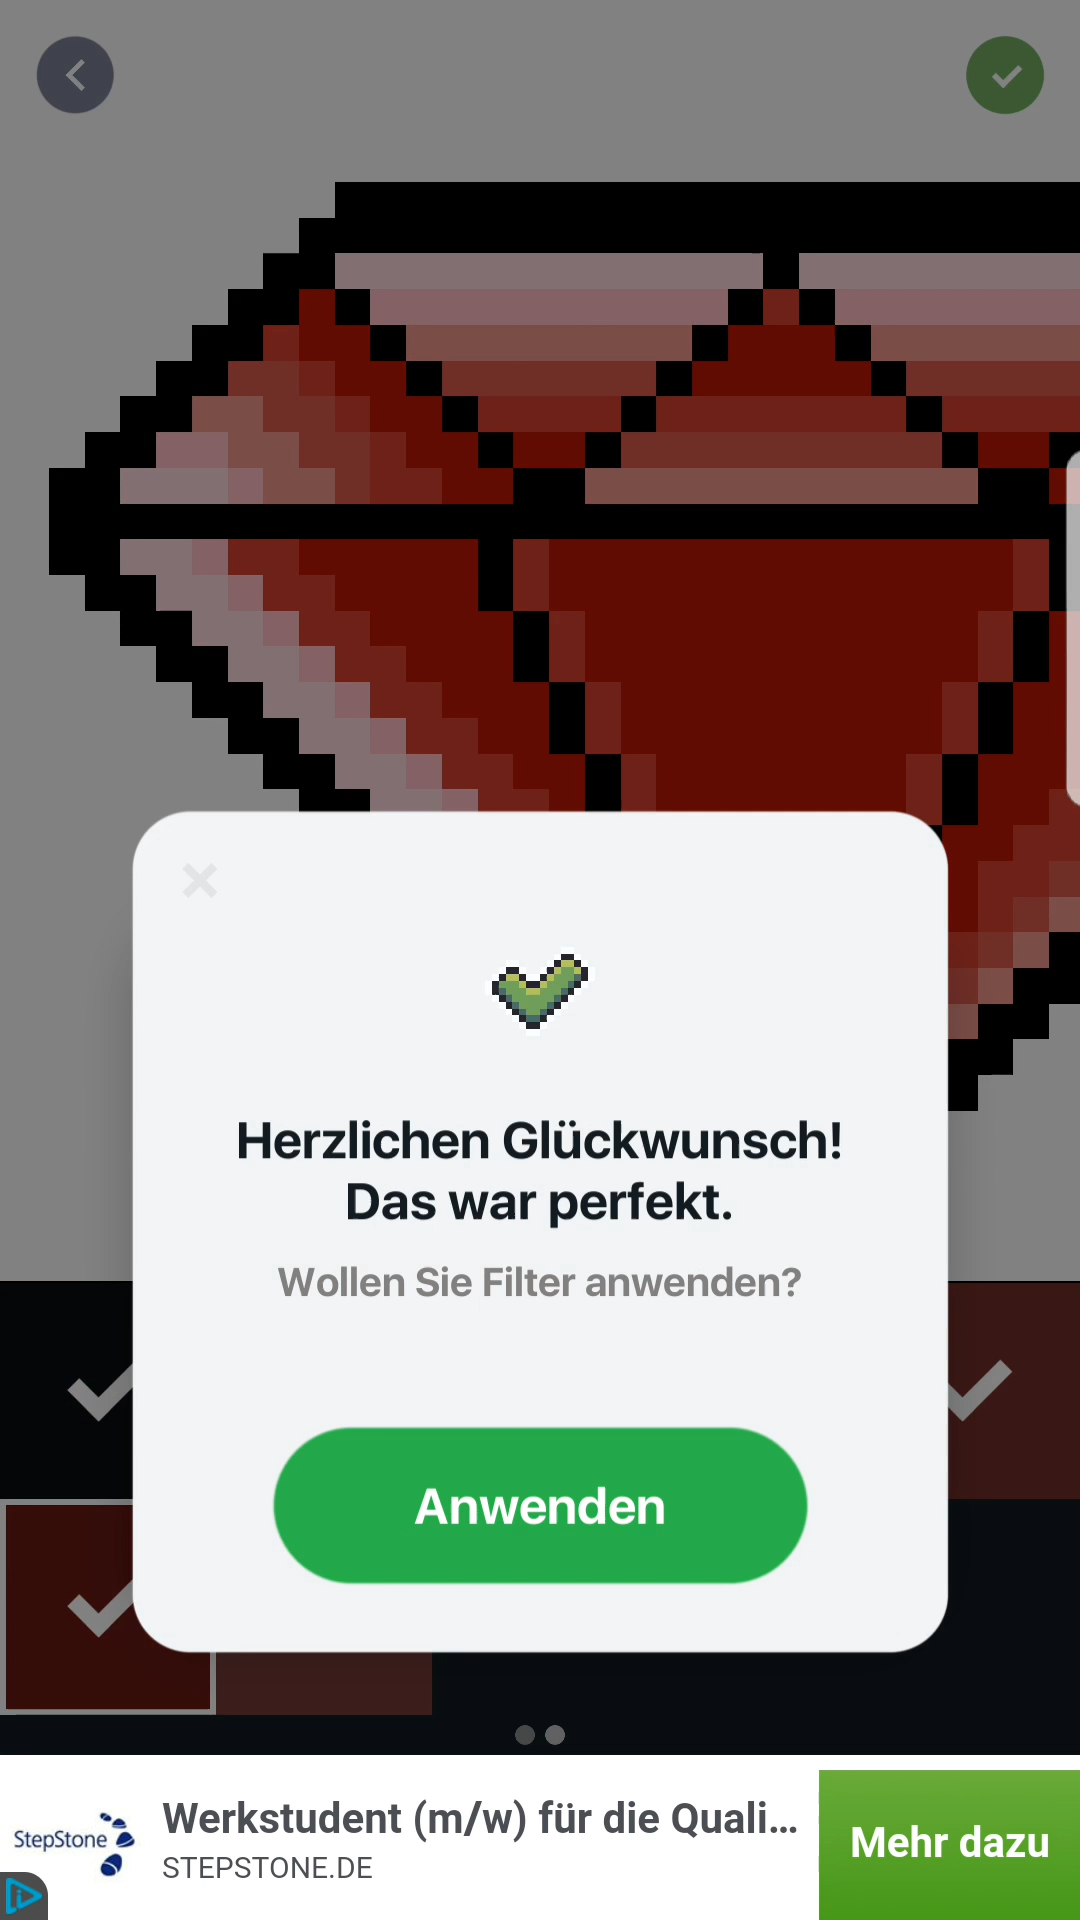 Herzlichen Glückwunsch!
Das war perfekt.
Wollen Sie Filter anwenden?
Anwenden
StepStone
Werkstudent (m/w) für die Quali...
STEPSTONE.DE
Mehr dazu